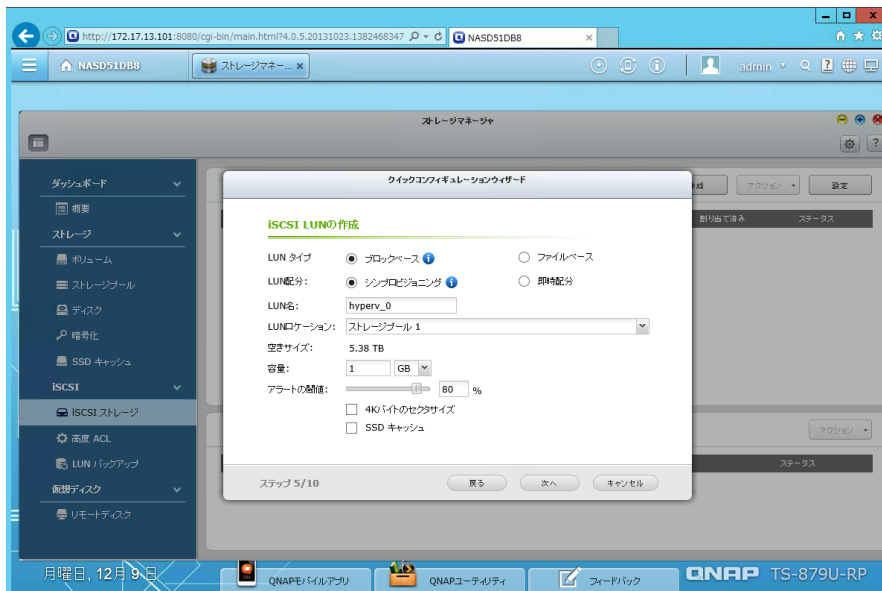 http://172.17.13.101:8080/cgi-bin/main.html?4.0.5.20131023.1382468347
NASD51DB8
NASD51DB8
ストレージマネー...
admin
ストレージマネージャ
ダッシュボード
概要
ストレージ
ボリューム
ストレージプール
ディスク
暗号化
SSD キャッシュ
iSCSI
iSCSI ストレージ
高度 ACL
LUN バックアップ
仮想ディスク
リモートディスク
アクション
設定
割り当て済み ステータス
アクション
ステータス
クイックコンフィギュレーションウィザード
iSCSI LUNの作成
LUN タイプ ブロックベース ファイルベース
LUN配分: シンプロビジョニング 即時配分
LUN名: hyperv_0
LUNロケーション: ストレージプール 1
空きサイズ: 5.38 TB
容量: 1 GB
アラートの閾値: 80 %
4Kバイトのセクタサイズ
SSD キャッシュ
ステップ 5/10 戻る 次へ キャンセル
月曜日, 12月 9日
QNAPモバイルアプリ QNAPユーティリティ フィードバック
QNAP TS-879U-RP